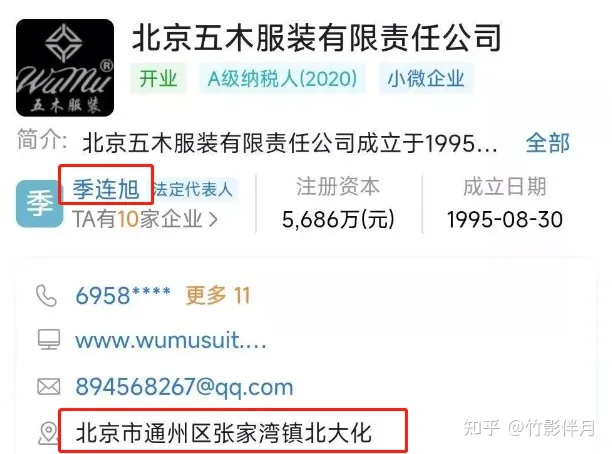 北京五木服装有限责任公司
WuMu®
五木服装
开业 A级纳税人(2020) 小微企业
简介: 北京五木服装有限责任公司成立于1995... 全部
季 季连旭 法定代表人 注册资本 成立日期
TA有10家企业 > 5,686万(元) 1995-08-30
6958**** 更多 11
www.wumusuit....
894568267@qq.com
北京市通州区张家湾镇北大化
知乎 @竹影伴月